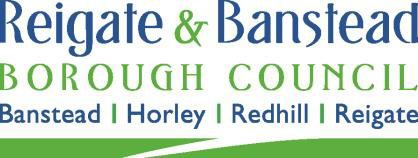 Reigate & Banstead
BOROUGH COUNCIL
Banstead | Horley | Redhill | Reigate